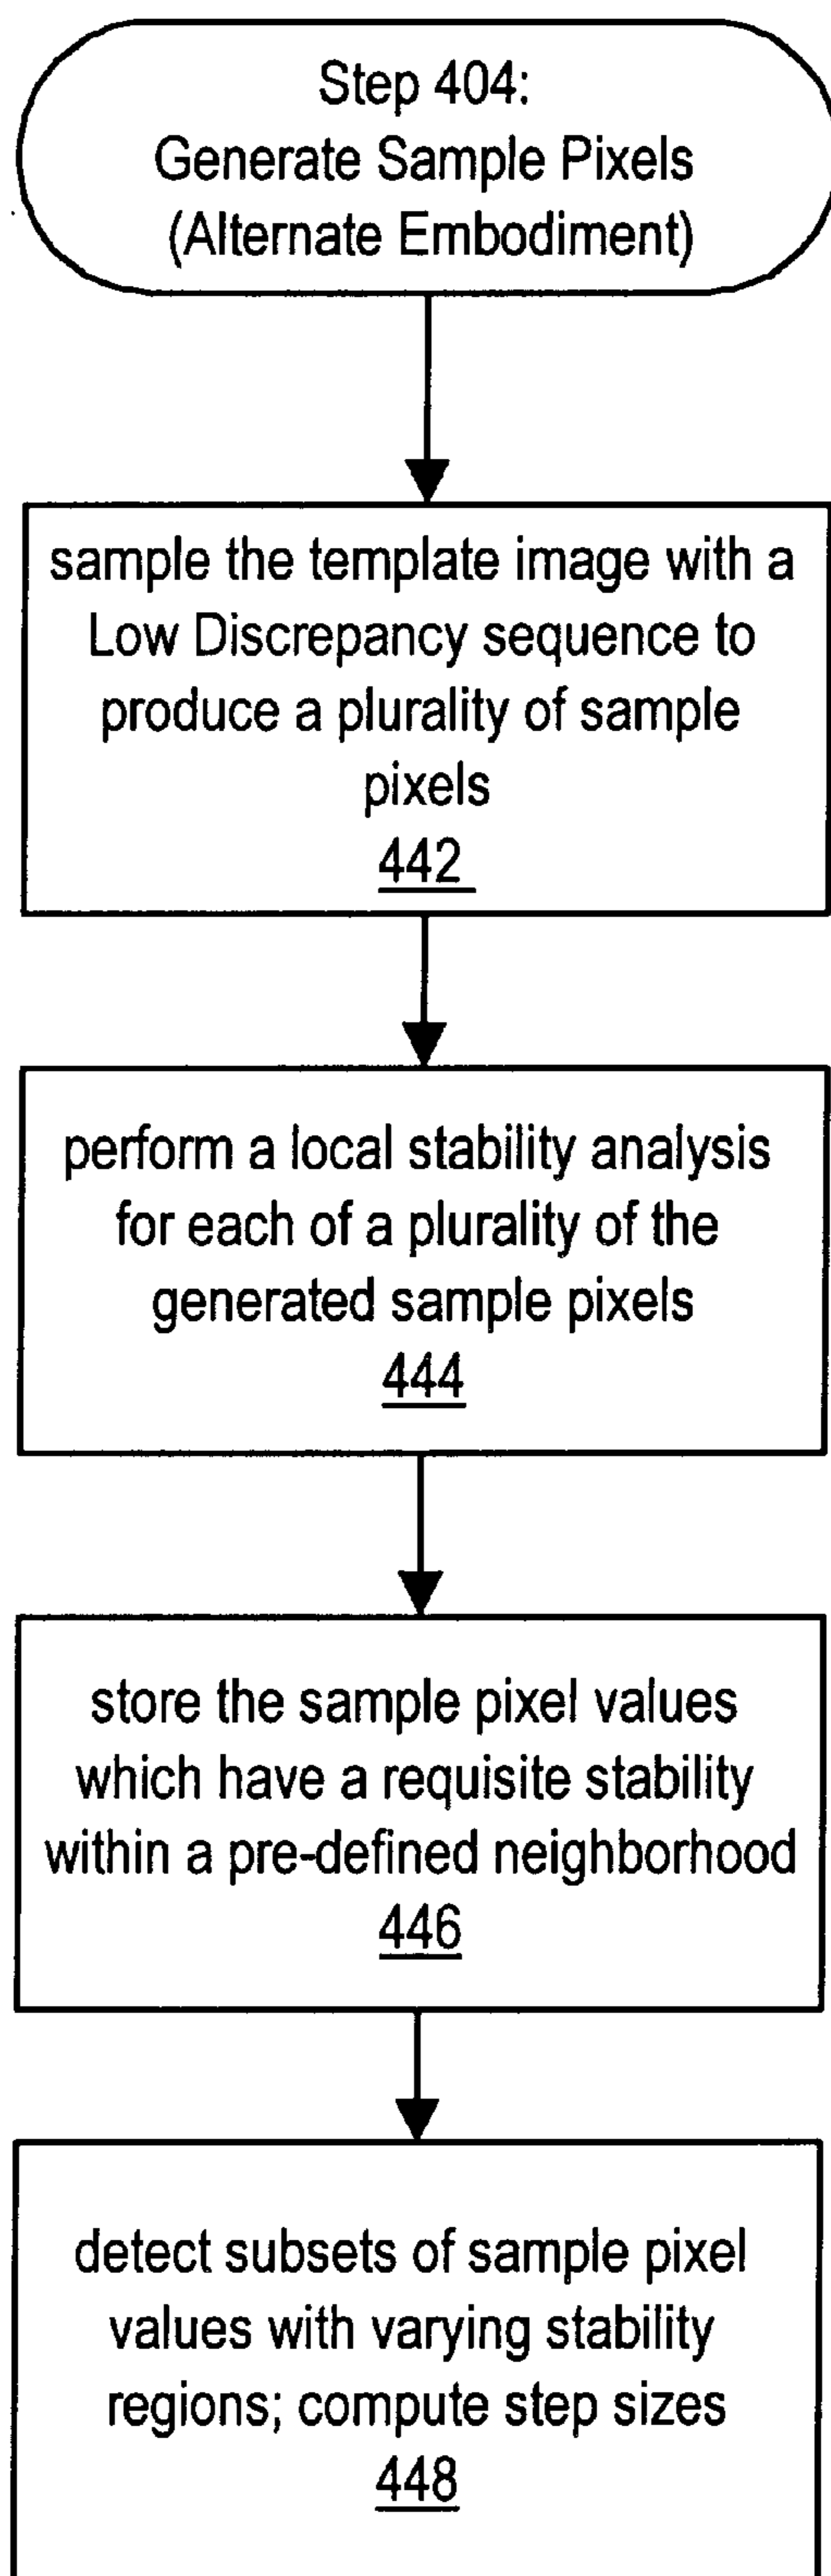 Step 404:
Generate Sample Pixels
(Alternate Embodiment)
sample the template image with a
Low Discrepancy sequence to
produce a plurality of sample
pixels
442
perform a local stability analysis
for each of a plurality of the
generated sample pixels
444
store the sample pixel values
which have a requisite stability
within a pre-defined neighborhood
446
detect subsets of sample pixel
values with varying stability
regions; compute step sizes
448